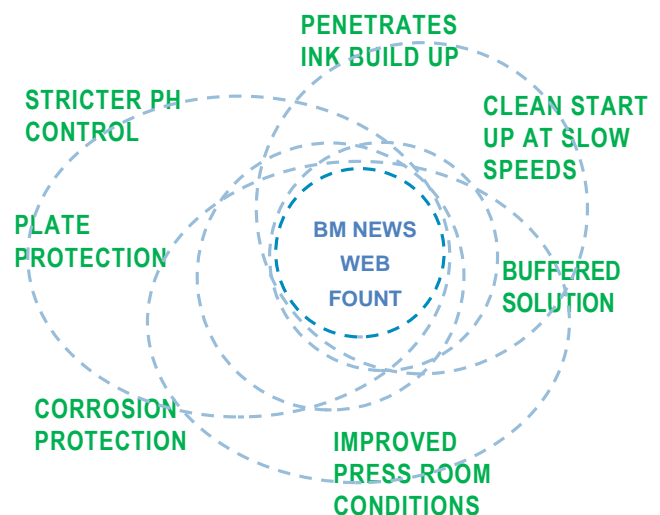 PENETRATES
INK BUILD UP
STRICTER PH
CONTROL
CLEAN START
UP AT SLOW
SPEEDS
PLATE
PROTECTION
BM NEWS
WEB
FOUNT
BUFFERED
SOLUTION
CORROSION
PROTECTION
IMPROVED
PRESS ROOM
CONDITIONS